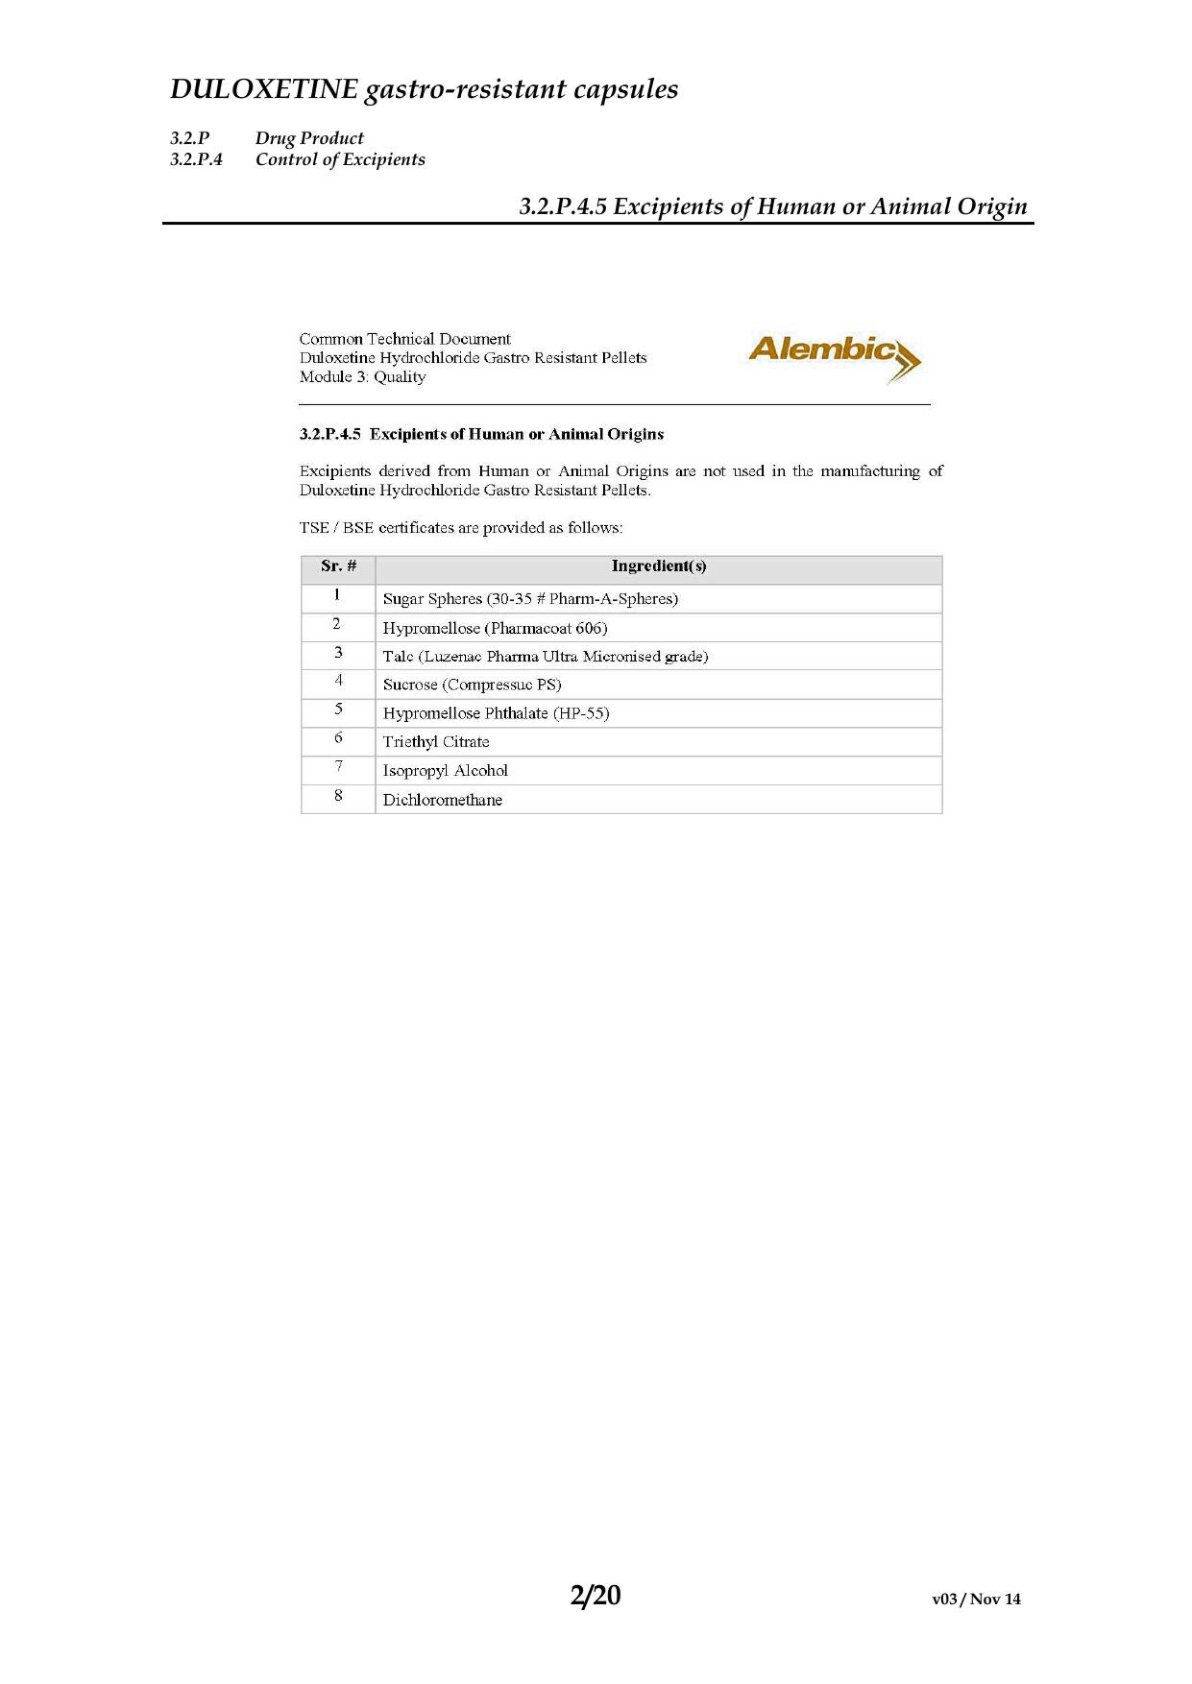 DULOXETINE gastro-resistant capsules
3.2.P Drug Product
3.2.P.4 Control of Excipients
3.2.P.4.5 Excipients of Human or Animal Origin
Common Technical Document
Duloxetine Hydrochloride Gastro Resistant Pellets
Module 3: Quality
Alembic
3.2.P.4.5 Excipients of Human or Animal Origins
Excipients derived from Human or Animal Origins are not used in the manufacturing of
Duloxetine Hydrochloride Gastro Resistant Pellets.
TSE / BSE certificates are provided as follows:
Sr. # Ingredient(s)
1 Sugar Spheres (30-35 # Pharm-A-Spheres)
2 Hypromellose (Pharmacoat 606)
3 Talc (Luzenac Pharma Ultra Micronised grade)
4 Sucrose (Compressuc PS)
5 Hypromellose Phthalate (HP-55)
6 Triethyl Citrate
7 Isopropyl Alcohol
8 Dichloromethane
2/20
v03 / Nov 14